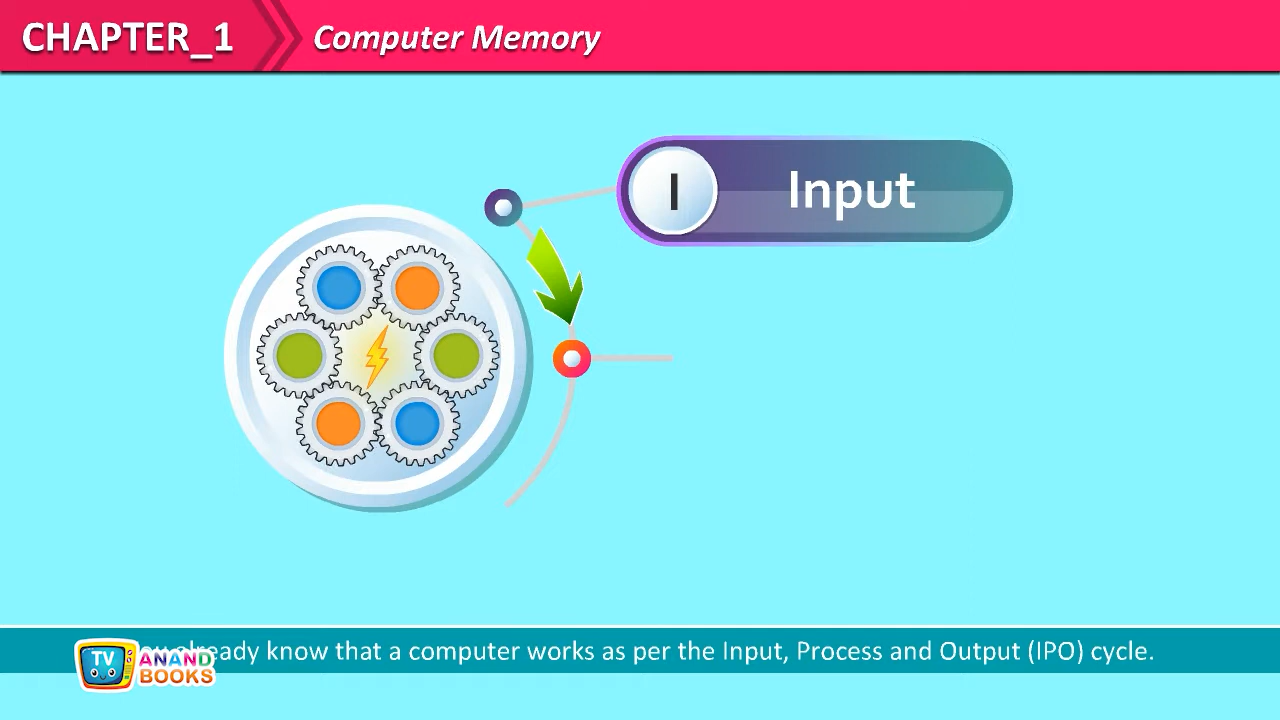 CHAPTER_1
Computer Memory
I
Input
already know that a computer works as per the Input, Process and Output (IPO) cycle.
TV
ANAND
BOOKS